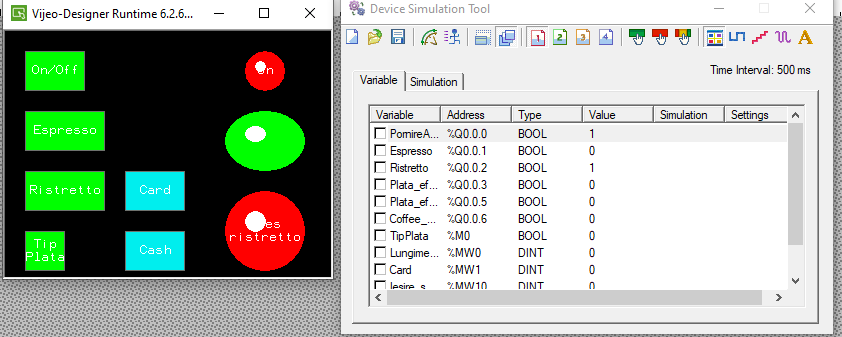 Vijeo-Designer Runtime 6.2.6...
On/Off
On
Espresso
Ristretto
Card
es
ristretto
Tip
Plata
Cash
Device Simulation Tool
1 2 3 4
Time Interval: 500 ms
Variable Simulation
Variable Address Type Value Simulation Settings
PornireA... %Q0.0.0 BOOL 1
Espresso %Q0.0.1 BOOL 0
Ristretto %Q0.0.2 BOOL 1
Plata_ef... %Q0.0.3 BOOL 0
Plata_ef... %Q0.0.5 BOOL 0
Coffee_... %Q0.0.6 BOOL 0
TipPlata %M0 BOOL 0
Lungime... %MW0 DINT 0
Card %MW1 DINT 0
Iesire_s... %MW10 DINT 0